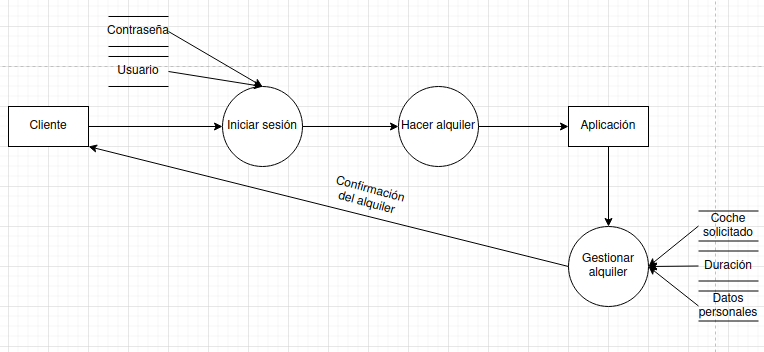 Contraseña
Usuario
Cliente
Iniciar sesión
Hacer alquiler
Aplicación
Confirmación
del alquiler
Coche
solicitado
Gestionar
alquiler
Duración
Datos
personales